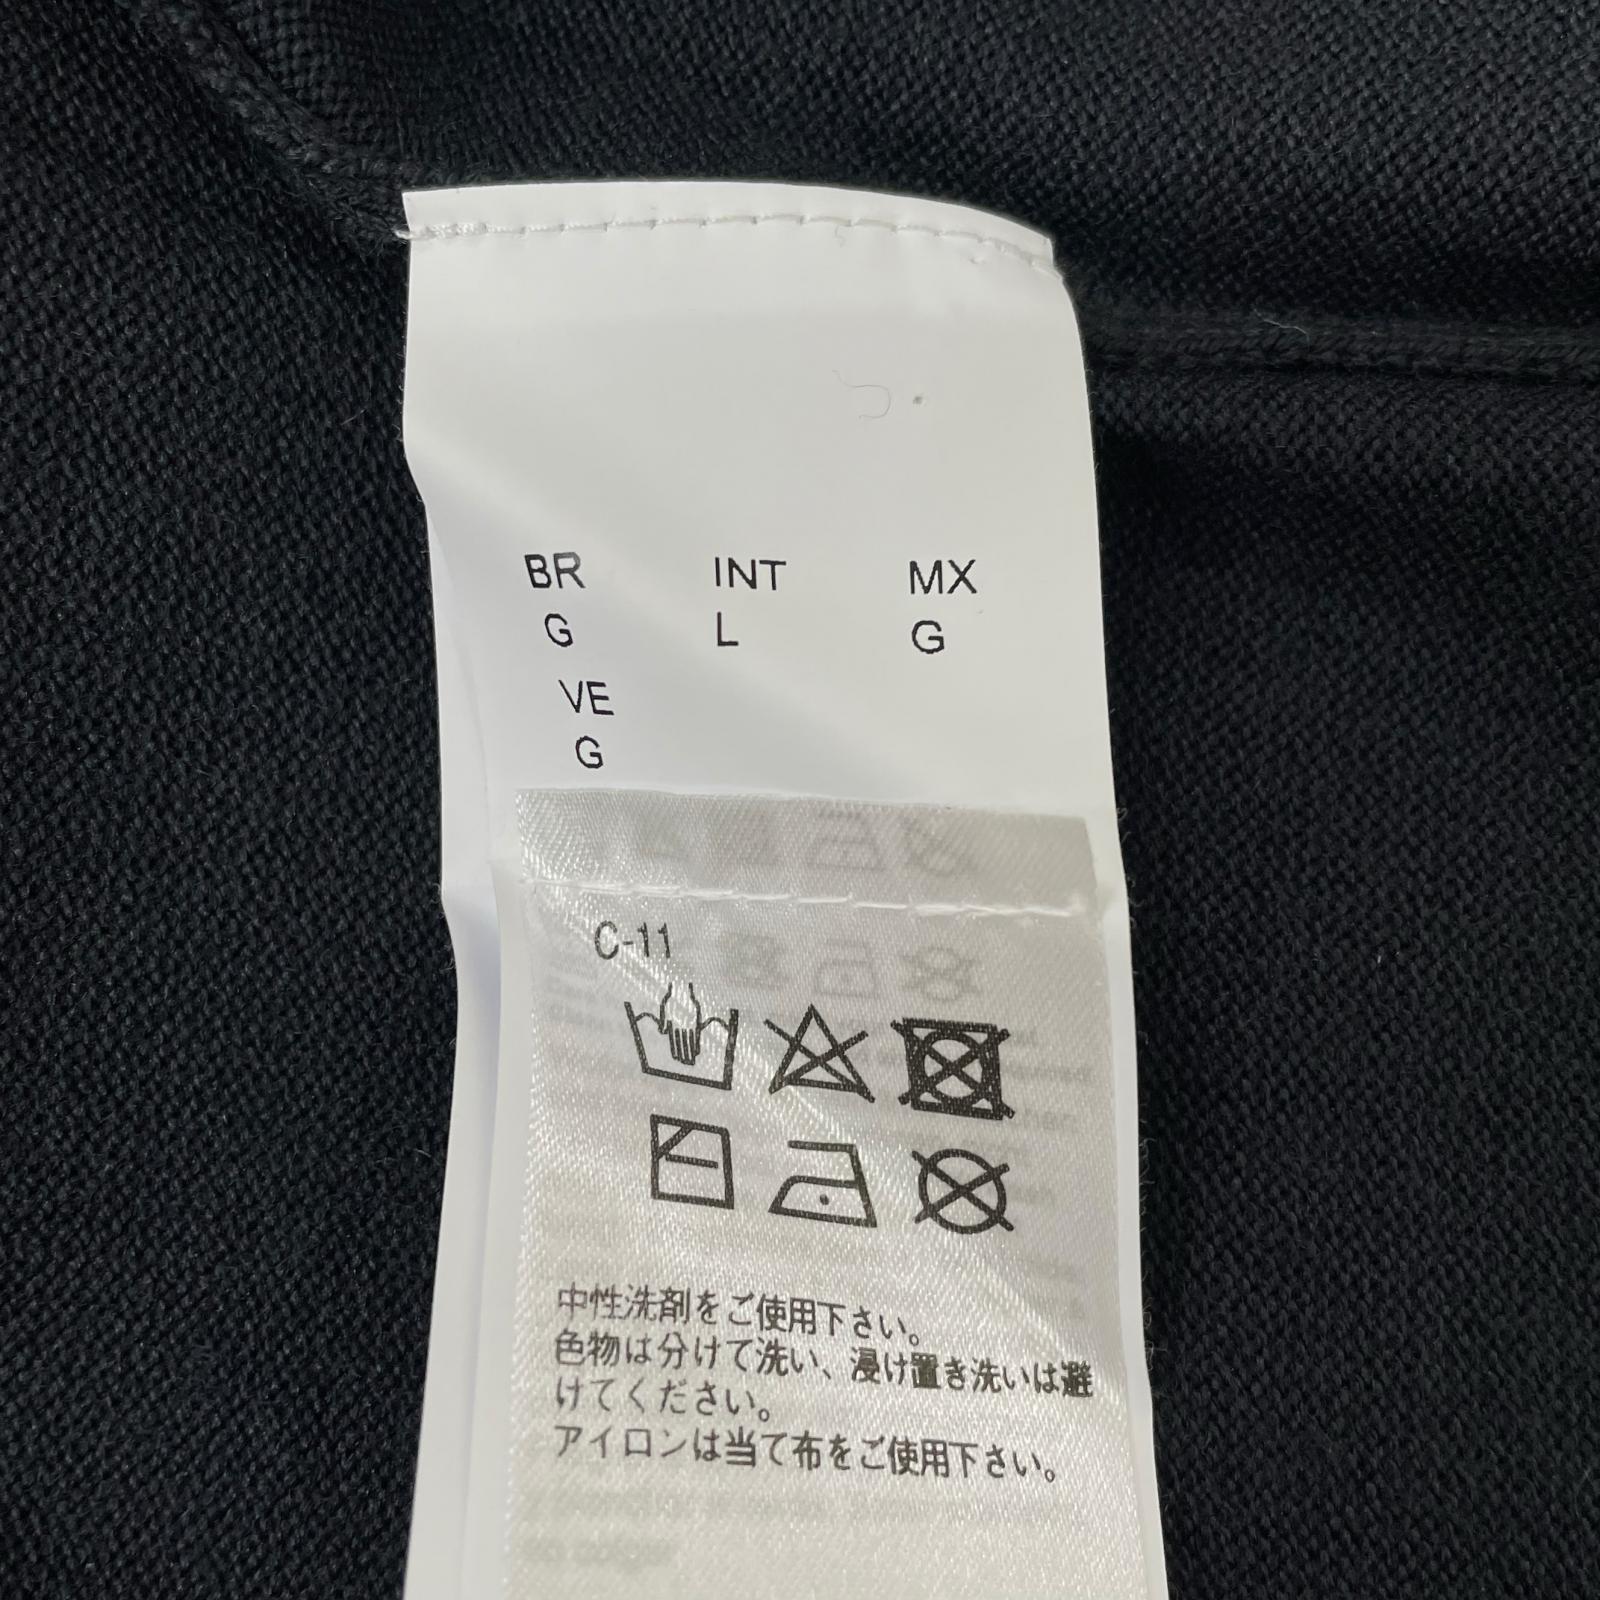 BR INT MX
G L G
VE
G
C-11
中性洗剤をご使用下さい。
色物は分けて洗い、浸け置き洗いは避
けてください。
アイロンは当て布をご使用下さい。